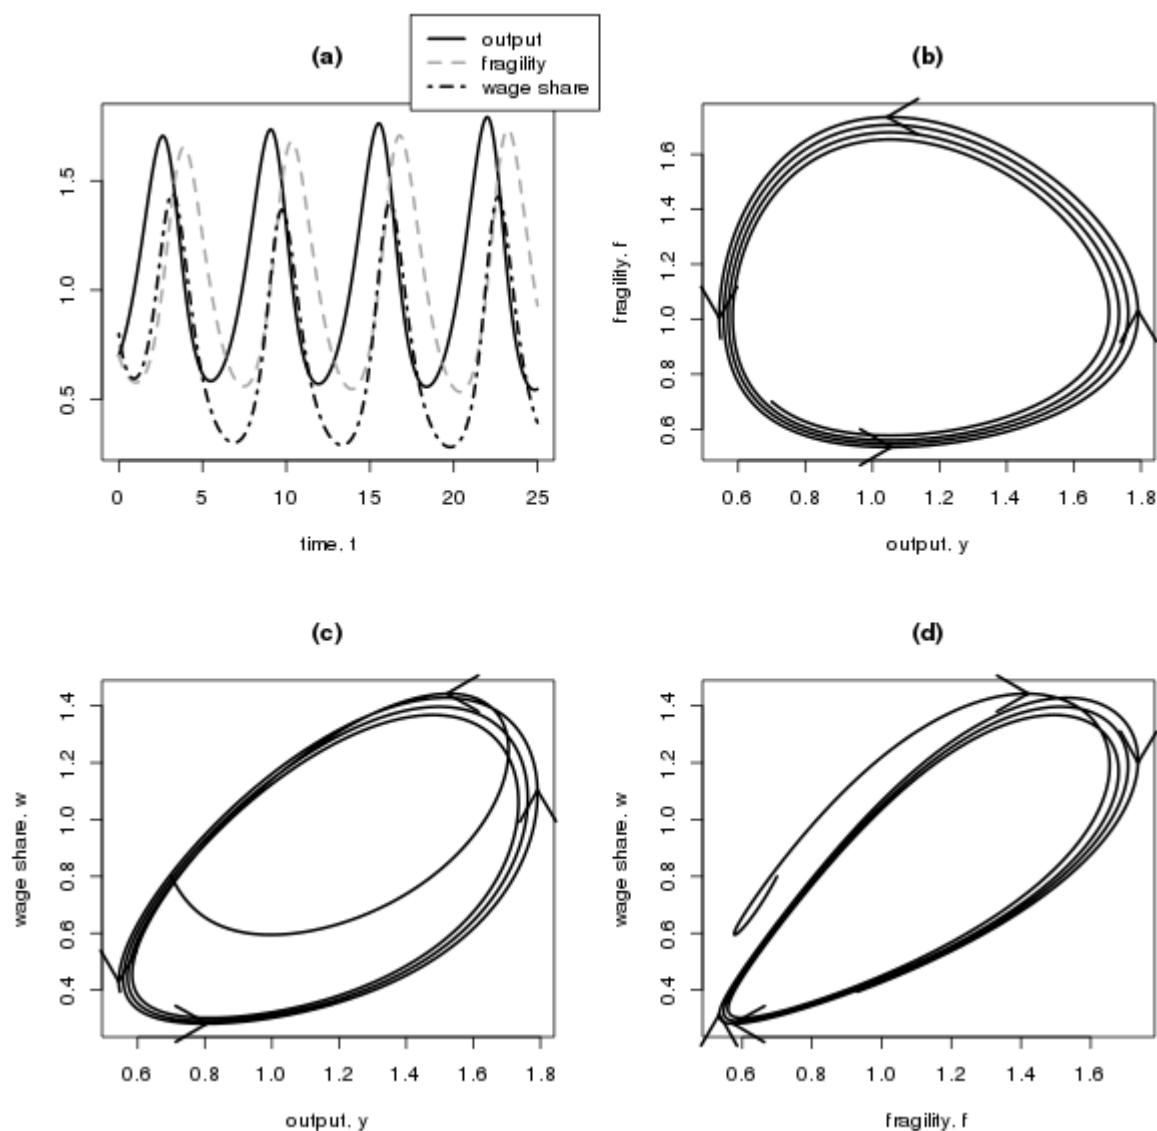 (a)
output
fragility
wage share
0.5 1.0 1.5
0 5 10 15 20 25
time, t
(b)
fragility, f
0.6 0.8 1.0 1.2 1.4 1.6
0.6 0.8 1.0 1.2 1.4 1.6 1.8
output, y
(c)
wage share, w
0.4 0.6 0.8 1.0 1.2 1.4
0.6 0.8 1.0 1.2 1.4 1.6 1.8
output, y
(d)
wage share, w
0.4 0.6 0.8 1.0 1.2 1.4
0.6 0.8 1.0 1.2 1.4 1.6
fragility, f